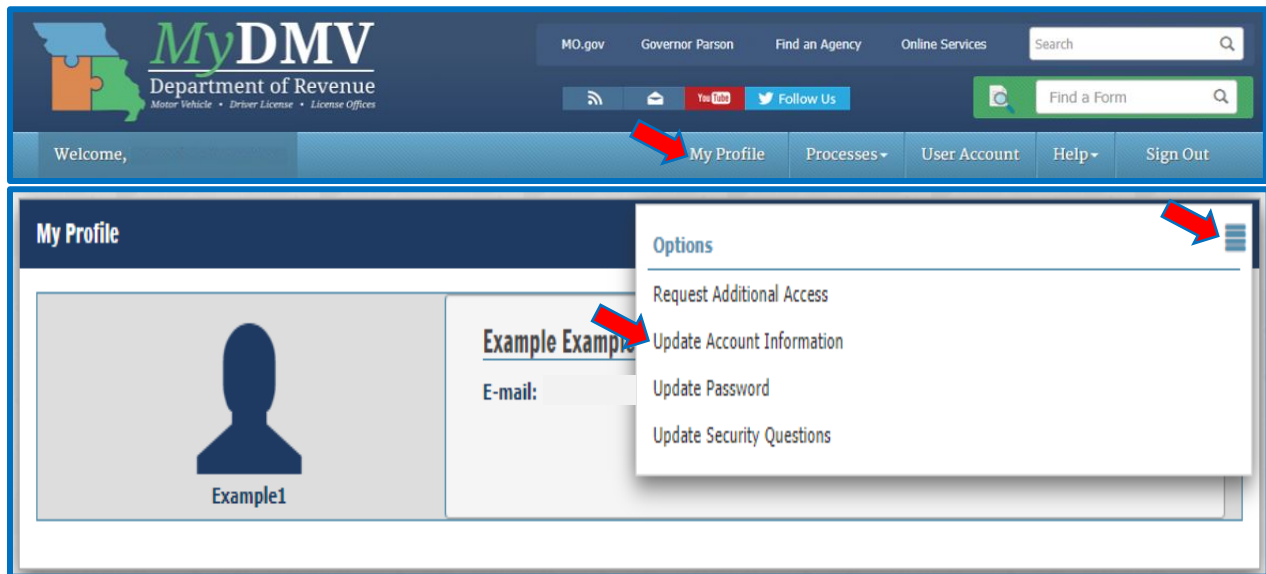 MyDMV
Department of Revenue
Motor Vehicle • Driver License • License Offices
MO.gov Governor Parson Find an Agency Online Services Search
You Tube Follow Us Find a Form
Welcome, My Profile Processes User Account Help Sign Out
My Profile
Options
Request Additional Access
Example Example Update Account Information
E-mail: Update Password
Update Security Questions
Example1